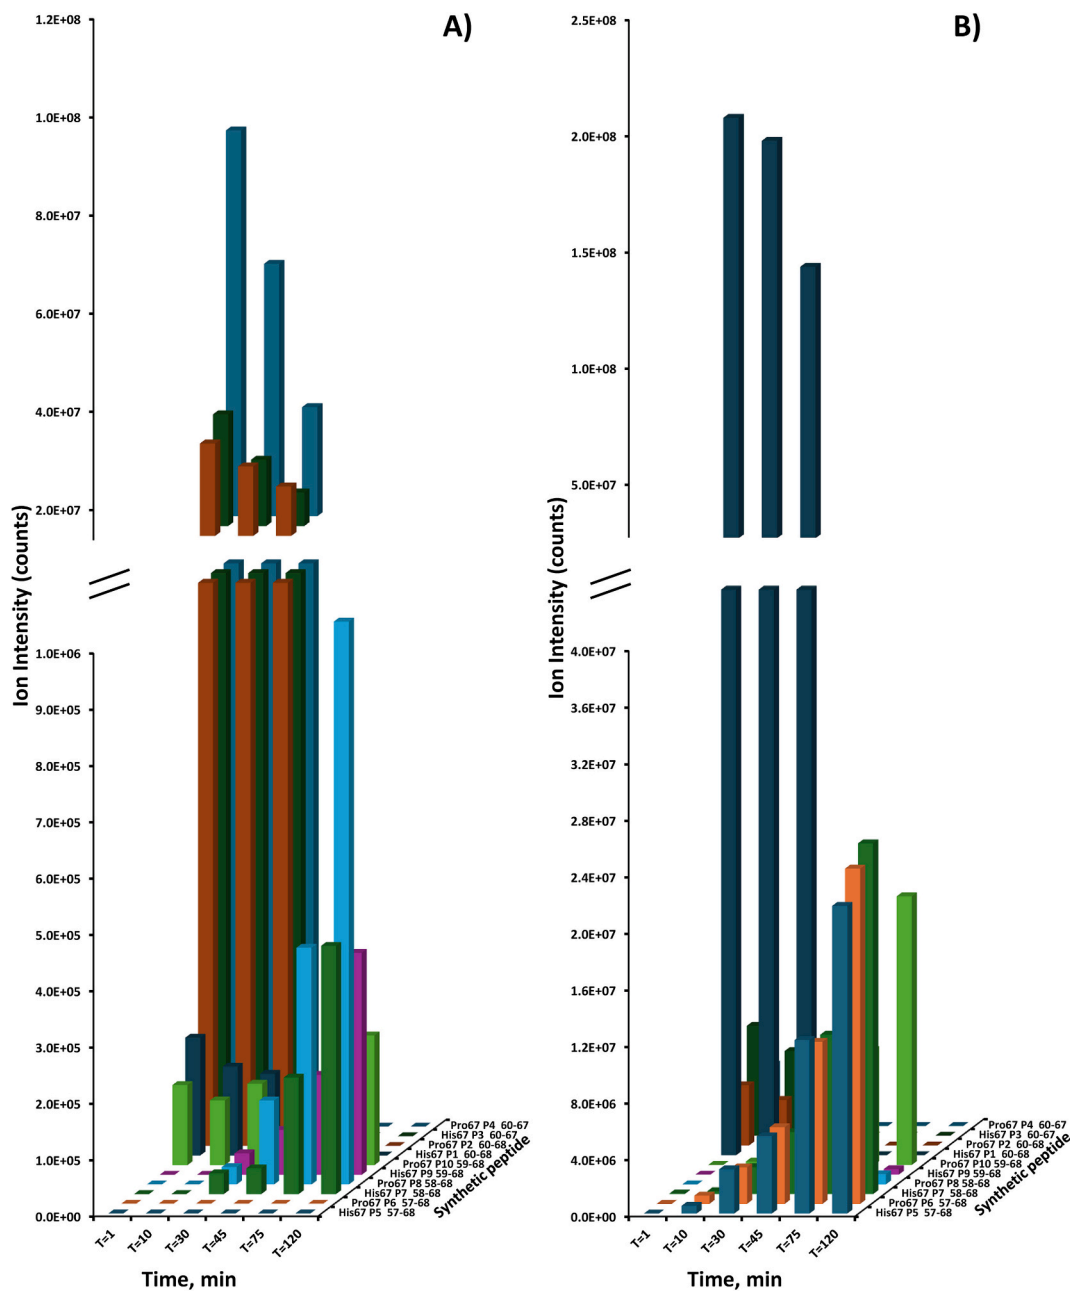 A)
1.2E+08
1.0E+08
8.0E+07
6.0E+07
4.0E+07
2.0E+07
1.0E+06
9.0E+05
8.0E+05
7.0E+05
6.0E+05
5.0E+05
4.0E+05
3.0E+05
2.0E+05
1.0E+05
0.0E+00
Ion Intensity (counts)
T=1
T=10
T=30
T=45
T=75
T=120
Time, min
Pro67 P4 60-67
His67 P3 60-67
Pro67 P2 60-68
His67 P1 60-68
Pro67 P10 59-68
His67 P9 59-68
Pro67 P8 58-68
His67 P7 58-68
Pro67 P6 57-68
His67 P5 57-68
Synthetic peptide
B)
2.5E+08
2.0E+08
1.5E+08
1.0E+08
5.0E+07
4.0E+07
3.6E+07
3.2E+07
2.8E+07
2.4E+07
2.0E+07
1.6E+07
1.2E+07
8.0E+06
4.0E+06
0.0E+00
Ion Intensity (counts)
T=1
T=10
T=30
T=45
T=75
T=120
Time, min
Pro67 P4 60-67
His67 P3 60-67
Pro67 P2 60-68
His67 P1 60-68
Pro67 P10 59-68
His67 P9 59-68
Pro67 P8 58-68
His67 P7 58-68
Pro67 P6 57-68
His67 P5 57-68
Synthetic peptide